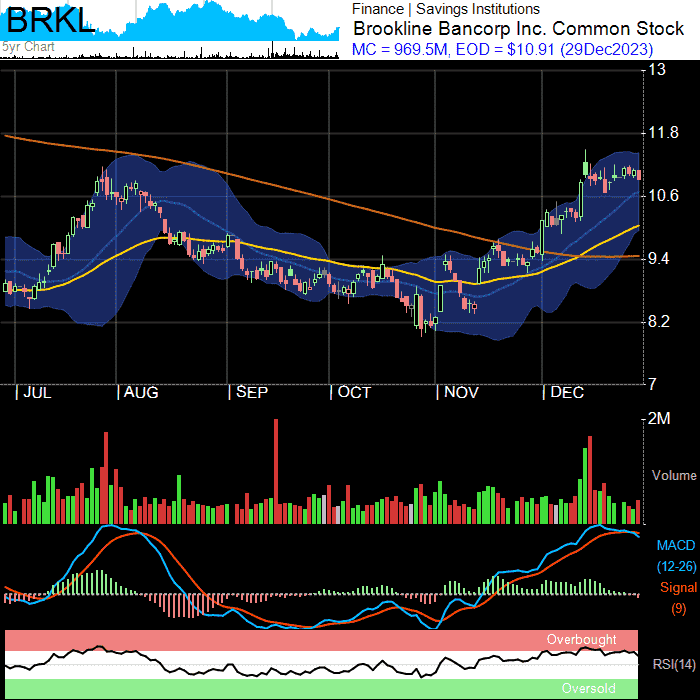 BRKL
5yr Chart
Finance | Savings Institutions
Brookline Bancorp Inc. Common Stock
MC = 969.5M, EOD = $10.91 (29Dec2023)
13
11.8
10.6
9.4
8.2
7
| JUL | AUG | SEP | OCT | NOV | DEC
2M
Volume
MACD
(12-26)
Signal
(9)
Overbought
RSI(14)
Oversold